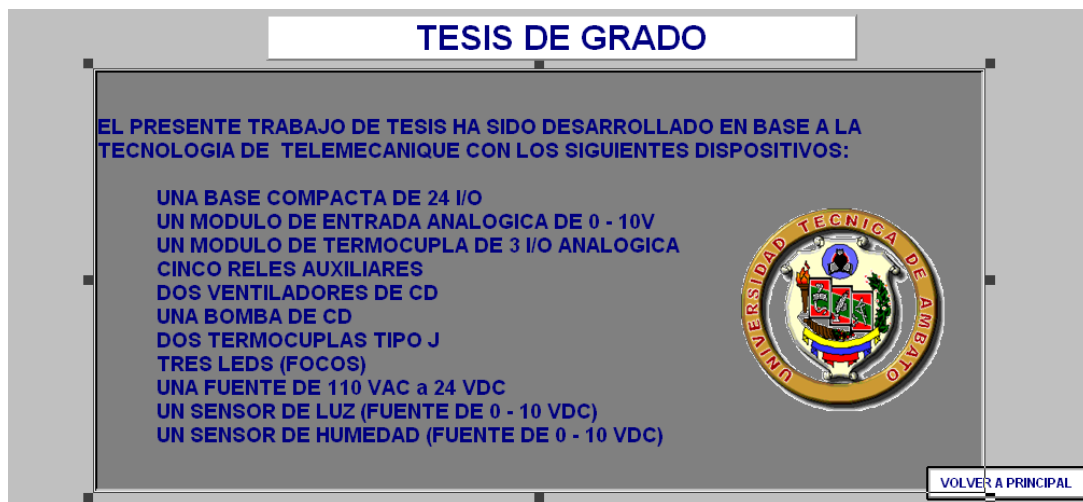 TESIS DE GRADO
EL PRESENTE TRABAJO DE TESIS HA SIDO DESARROLLADO EN BASE A LA
TECNOLOGIA DE TELEMECANIQUE CON LOS SIGUIENTES DISPOSITIVOS:
UNA BASE COMPACTA DE 24 I/O
UN MODULO DE ENTRADA ANALOGICA DE 0 - 10V
UN MODULO DE TERMOCUPLA DE 3 I/O ANALOGICA
CINCO RELES AUXILIARES
DOS VENTILADORES DE CD
UNA BOMBA DE CD
DOS TERMOCUPLAS TIPO J
TRES LEDS (FOCOS)
UNA FUENTE DE 110 VAC a 24 VDC
UN SENSOR DE LUZ (FUENTE DE 0 - 10 VDC)
UN SENSOR DE HUMEDAD (FUENTE DE 0 - 10 VDC)
UNIVERSIDAD TECNICA DE AMBATO
VOLVER A PRINCIPAL